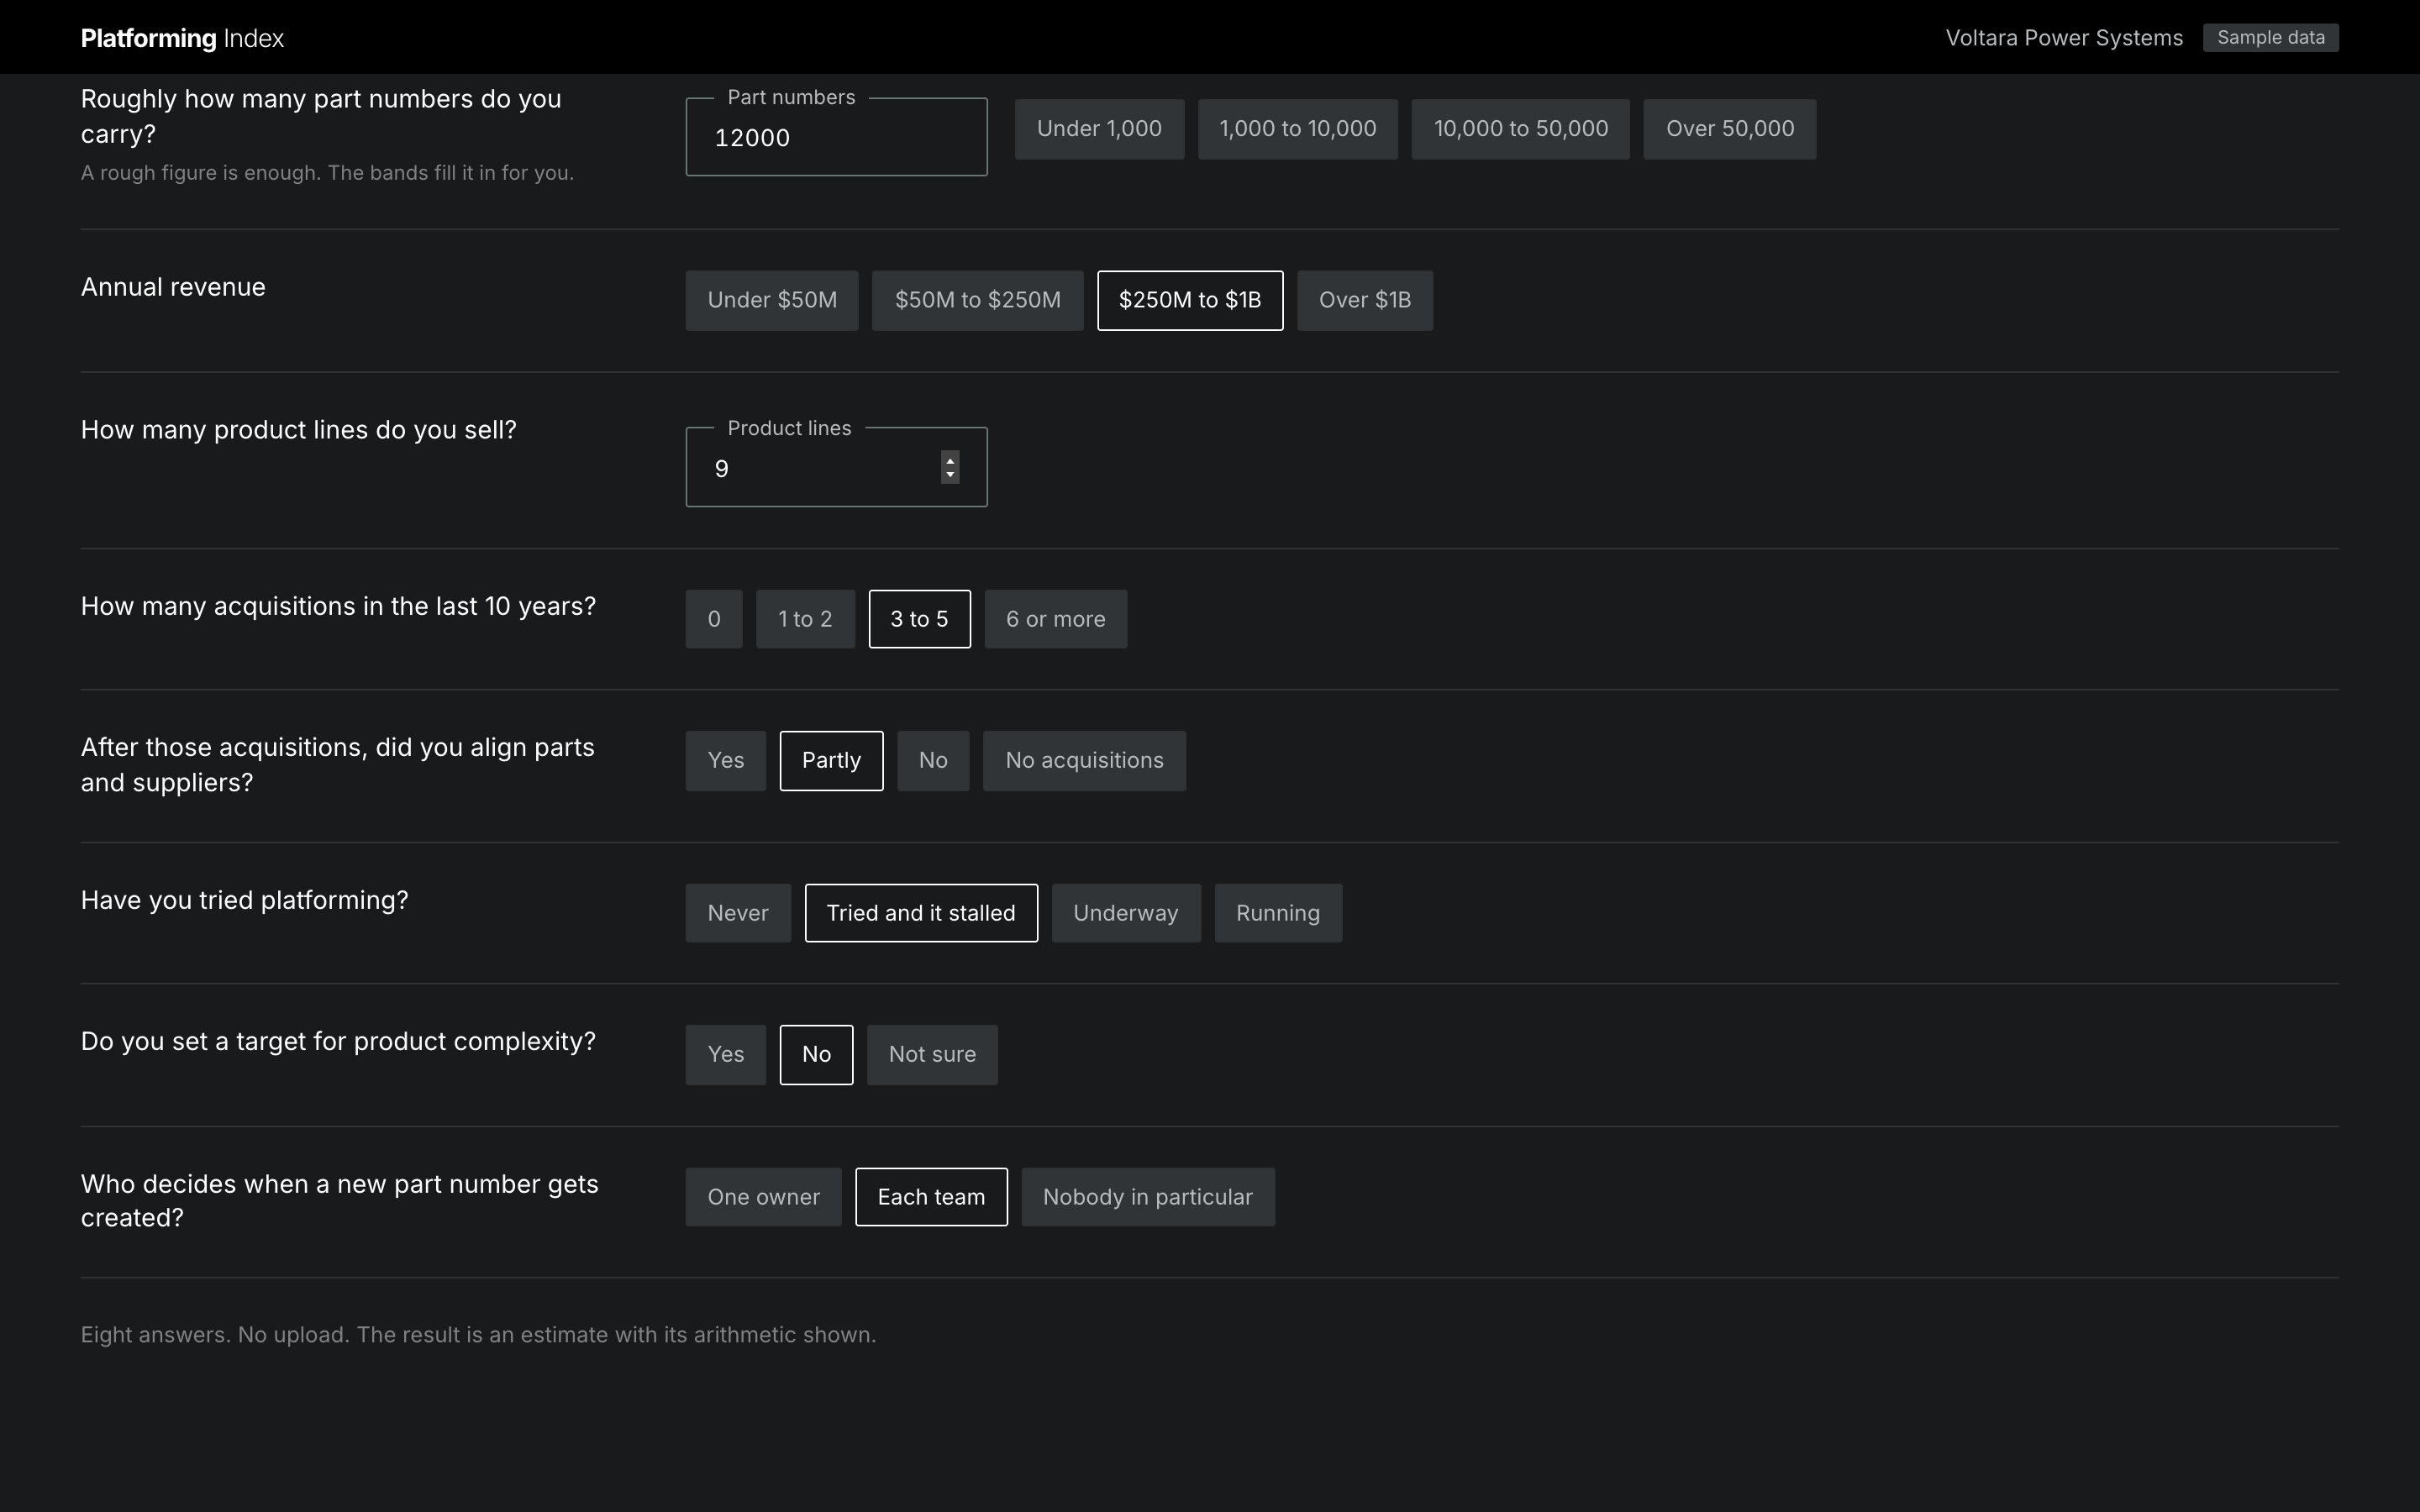 Platforming Index
Voltara Power Systems
Sample data
Roughly how many part numbers do you
carry?
A rough figure is enough. The bands fill it in for you.
Part numbers
12000
Under 1,000
1,000 to 10,000
10,000 to 50,000
Over 50,000
Annual revenue
Under $50M
$50M to $250M
$250M to $1B
Over $1B
How many product lines do you sell?
Product lines
9
How many acquisitions in the last 10 years?
0
1 to 2
3 to 5
6 or more
After those acquisitions, did you align parts
and suppliers?
Yes
Partly
No
No acquisitions
Have you tried platforming?
Never
Tried and it stalled
Underway
Running
Do you set a target for product complexity?
Yes
No
Not sure
Who decides when a new part number gets
created?
One owner
Each team
Nobody in particular
Eight answers. No upload. The result is an estimate with its arithmetic shown.